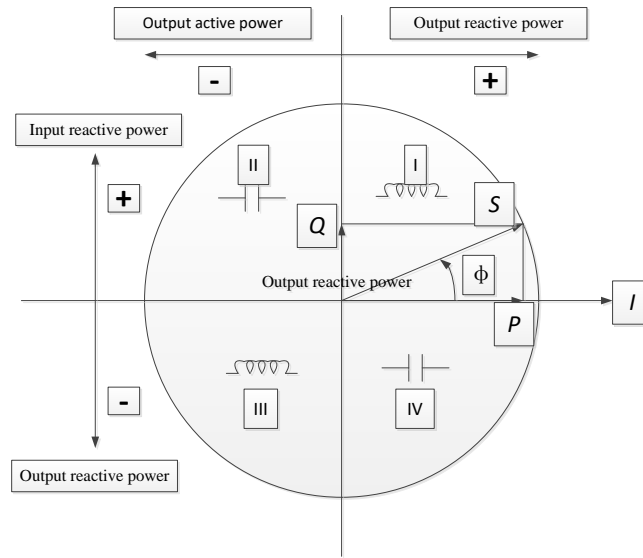 Output active power
Output reactive power
-
+
Input reactive power
II
I
+
S
Q
Output reactive power
ϕ
P
I
-
III
IV
Output reactive power